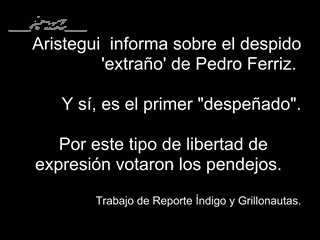 Aristegui informa sobre el despido
'extraño' de Pedro Ferriz.
Y sí, es el primer "despeñado".
Por este tipo de libertad de
expresión votaron los pendejos.
Trabajo de Reporte Índigo y Grillonautas.